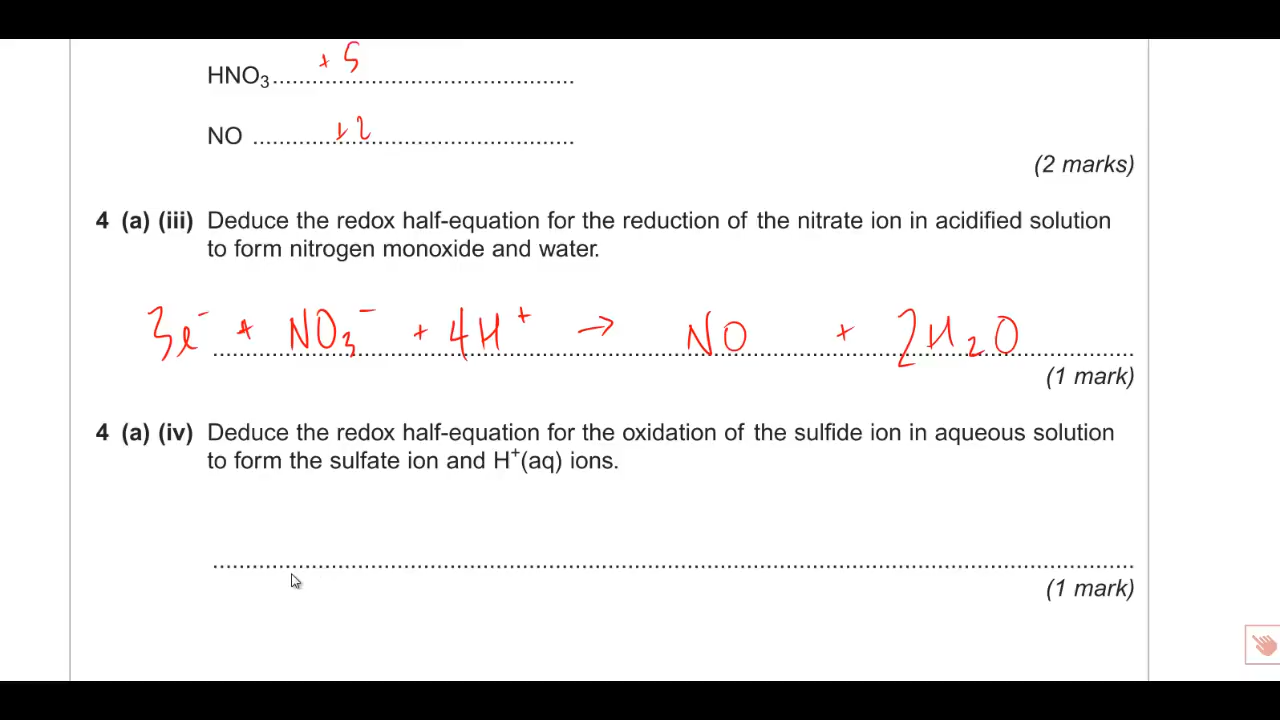 +5
HNO₃..............................................
+2
NO .................................................
(2 marks)
4 (a) (iii) Deduce the redox half-equation for the reduction of the nitrate ion in acidified solution
to form nitrogen monoxide and water.
3e⁻ + NO₃⁻ + 4H⁺ → NO + 2H₂O
(1 mark)
4 (a) (iv) Deduce the redox half-equation for the oxidation of the sulfide ion in aqueous solution
to form the sulfate ion and H⁺(aq) ions.
(1 mark)